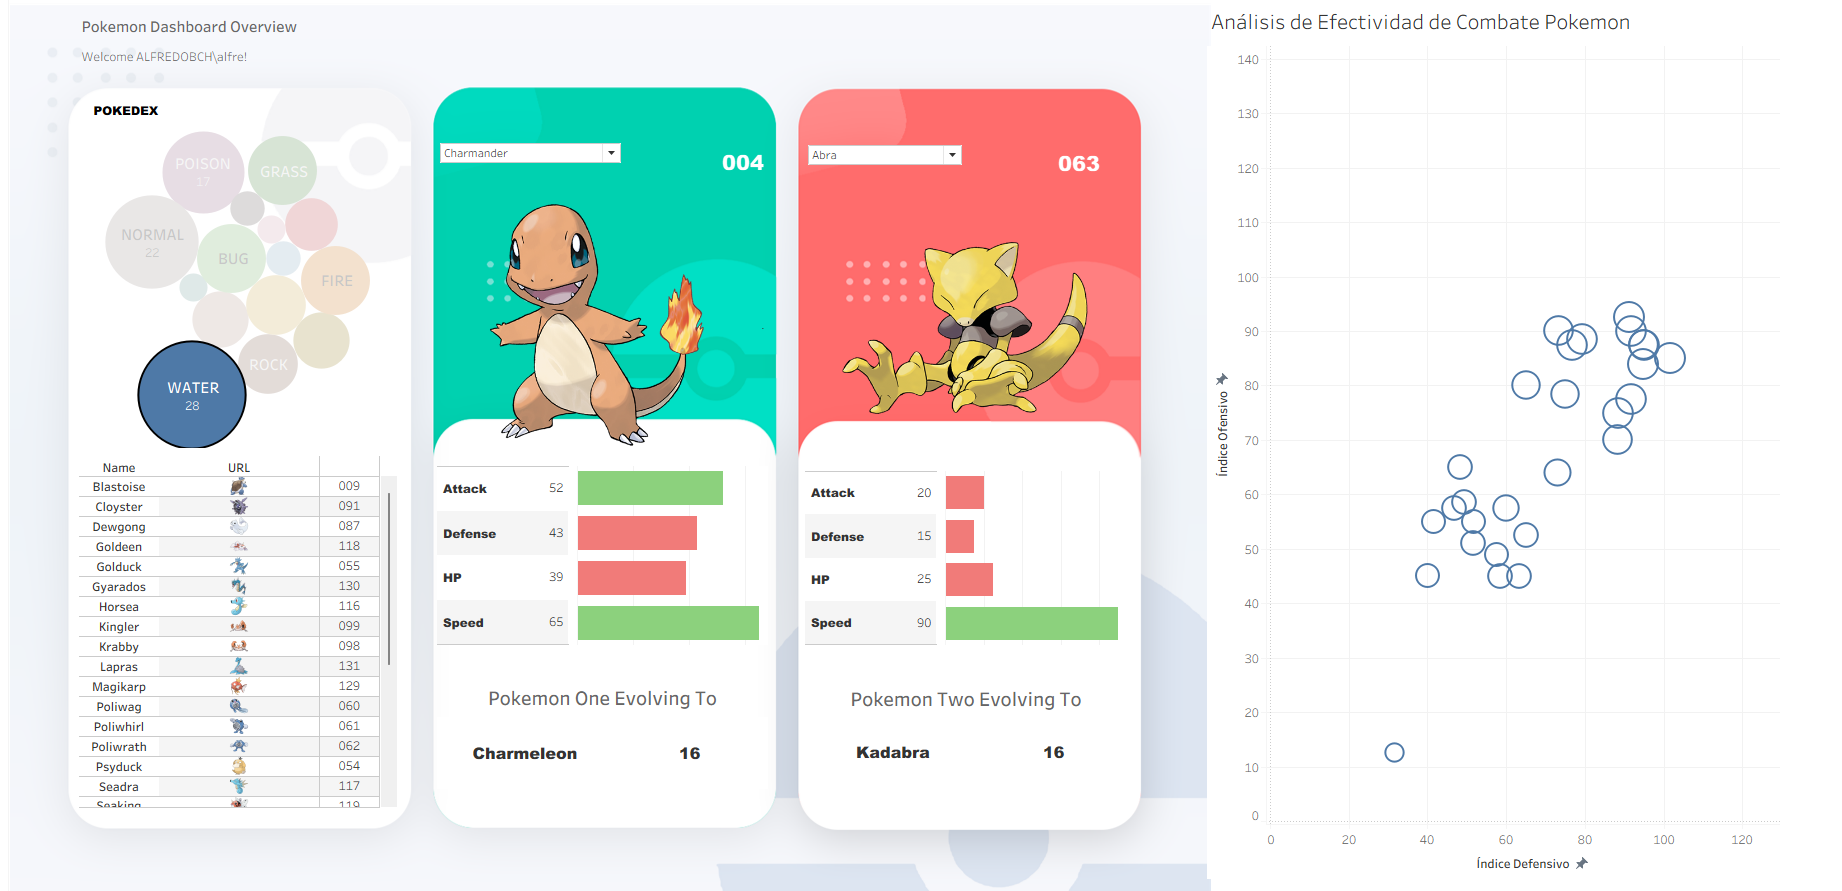 Pokemon Dashboard Overview
Welcome ALFREDOBCH\alfre!
POKEDEX
POISON
17
GRASS
NORMAL
22
BUG
FIRE
ROCK
WATER
28
Name URL
Blastoise 009
Cloyster 091
Dewgong 087
Goldeen 118
Golduck 055
Gyarados 130
Horsea 116
Kingler 099
Krabby 098
Lapras 131
Magikarp 129
Poliwag 060
Poliwhirl 061
Poliwrath 062
Psyduck 054
Seadra 117
Seaking 119
Charmander
004
Attack 52
Defense 43
HP 39
Speed 65
Pokemon One Evolving To
Charmeleon 16
Abra
063
Attack 20
Defense 15
HP 25
Speed 90
Pokemon Two Evolving To
Kadabra 16
Análisis de Efectividad de Combate Pokemon
140
130
120
110
100
90
80
70
60
50
40
30
20
10
0
Índice Ofensivo
0 20 40 60 80 100 120
Índice Defensivo